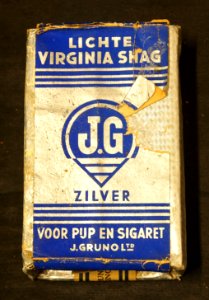 LICHTE
VIRGINIA SHAG
J.G
ZILVER
VOOR PIJP EN SIGARET
J. GRUNO LTD